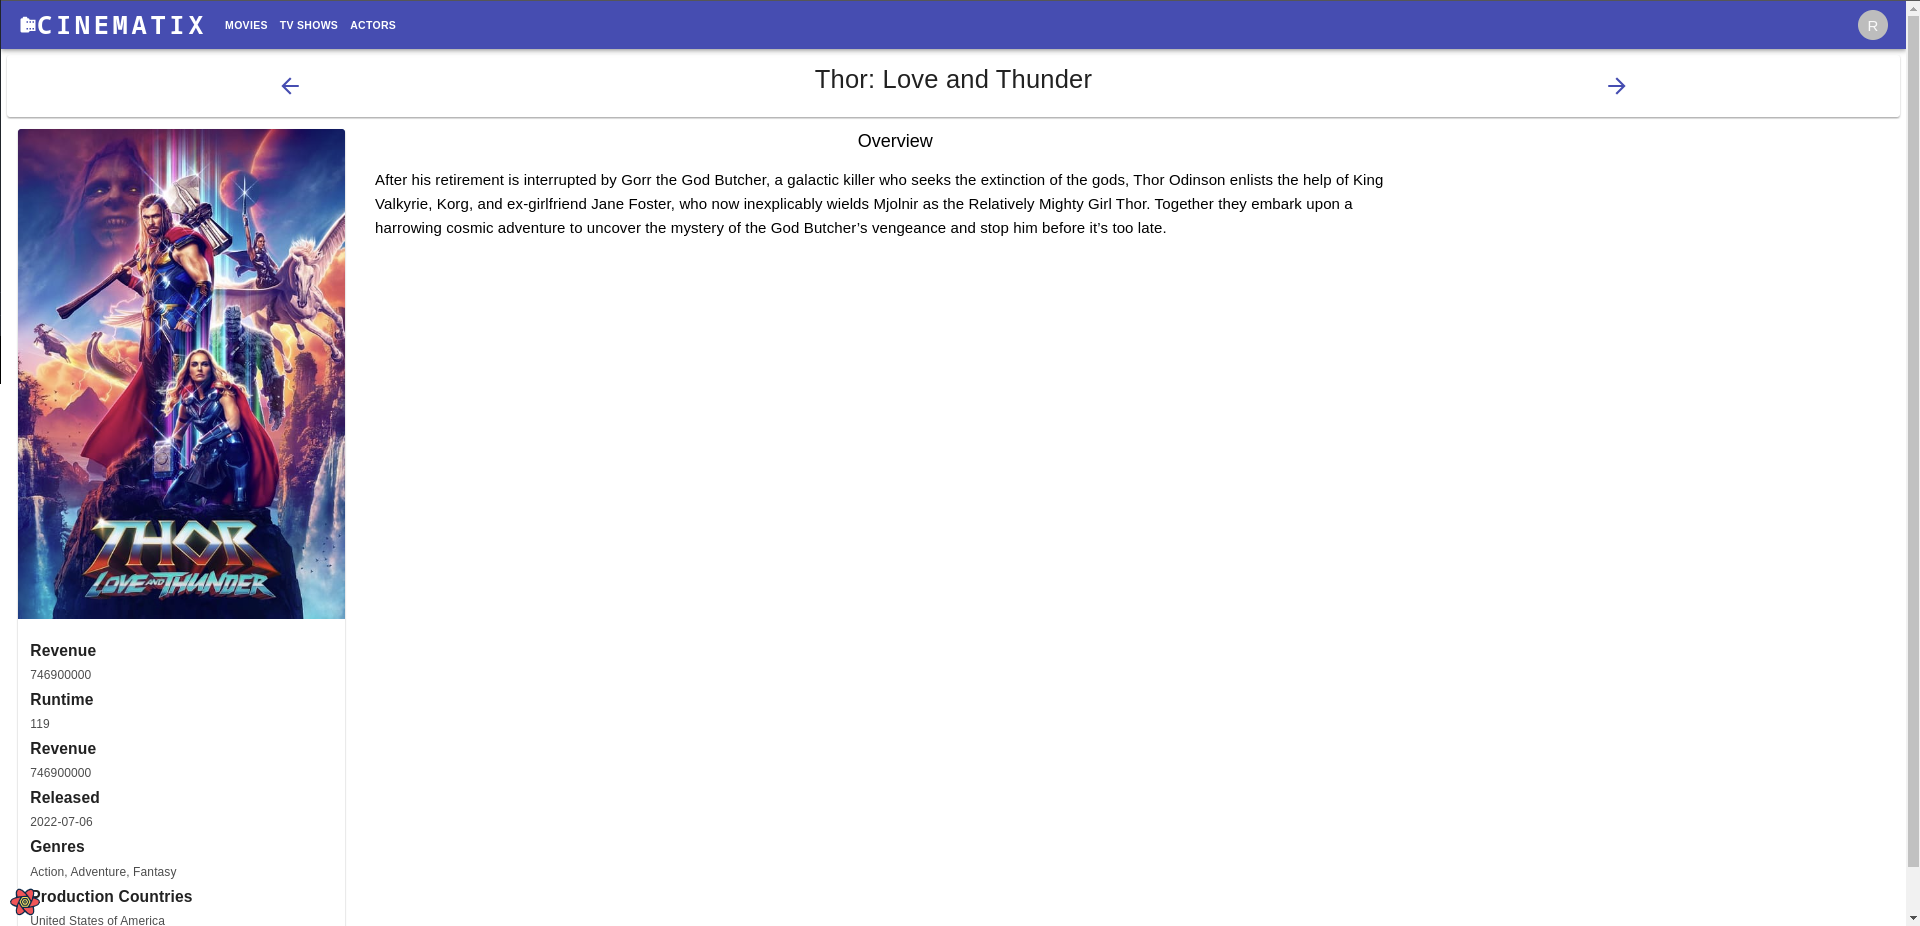 CINEMATIX MOVIES TV SHOWS ACTORS R
Thor: Love and Thunder
Overview
After his retirement is interrupted by Gorr the God Butcher, a galactic killer who seeks the extinction of the gods, Thor Odinson enlists the help of King
Valkyrie, Korg, and ex-girlfriend Jane Foster, who now inexplicably wields Mjolnir as the Relatively Mighty Girl Thor. Together they embark upon a
harrowing cosmic adventure to uncover the mystery of the God Butcher’s vengeance and stop him before it’s too late.
THOR
LOVE AND THUNDER
Revenue
746900000
Runtime
119
Revenue
746900000
Released
2022-07-06
Genres
Action, Adventure, Fantasy
Production Countries
United States of America